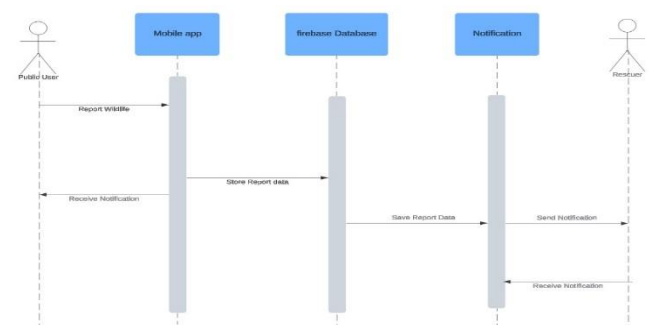 Mobile app
firebase Database
Notification
Public User
Rescuer
Report Wildlife
Store Report data
Receive Notification
Save Report Data
Send Notification
Receive Notification